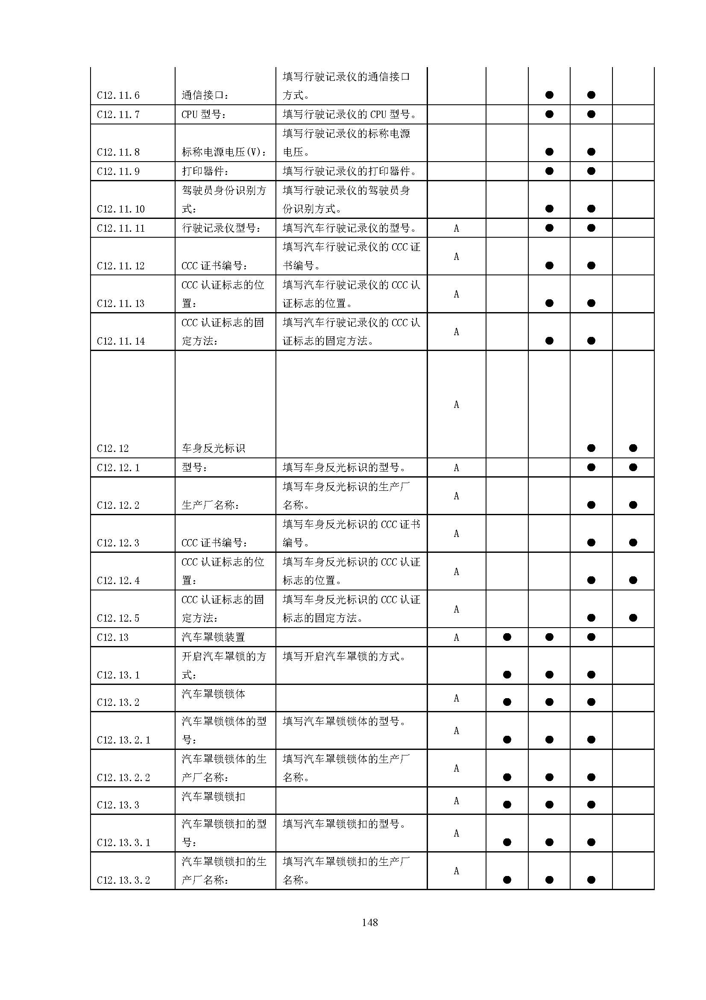 填写行驶记录仪的通信接口
C12.11.6 通信接口： 方式。 ● ●
C12.11.7 CPU 型号： 填写行驶记录仪的 CPU 型号。 ● ●
填写行驶记录仪的标称电源
C12.11.8 标称电源电压(V)： 电压。 ● ●
C12.11.9 打印器件： 填写行驶记录仪的打印器件。 ● ●
驾驶员身份识别方 填写行驶记录仪的驾驶员身
C12.11.10 式： 份识别方式。 ● ●
C12.11.11 行驶记录仪型号： 填写汽车行驶记录仪的型号。 A ● ●
填写汽车行驶记录仪的 CCC 证
A
C12.11.12 CCC 证书编号： 书编号。 ● ●
CCC 认证标志的位 填写汽车行驶记录仪的 CCC 认
A
C12.11.13 置： 证标志的位置。 ● ●
CCC 认证标志的固 填写汽车行驶记录仪的 CCC 认
A
C12.11.14 定方法： 证标志的固定方法。 ● ●
A
C12.12 车身反光标识 ● ●
C12.12.1 型号： 填写车身反光标识的型号。 A ● ●
填写车身反光标识的生产厂
A
C12.12.2 生产厂名称： 名称。 ● ●
填写车身反光标识的 CCC 证书
A
C12.12.3 CCC 证书编号： 编号。 ● ●
CCC 认证标志的位 填写车身反光标识的 CCC 认证
A
C12.12.4 置： 标志的位置。 ● ●
CCC 认证标志的固 填写车身反光标识的 CCC 认证
A
C12.12.5 定方法： 标志的固定方法。 ● ●
C12.13 汽车罩锁装置 A ● ● ●
开启汽车罩锁的方 填写开启汽车罩锁的方式。
C12.13.1 式： ● ● ●
汽车罩锁锁体
A
C12.13.2 ● ● ●
汽车罩锁锁体的型 填写汽车罩锁锁体的型号。
A
C12.13.2.1 号： ● ● ●
汽车罩锁锁体的生 填写汽车罩锁锁体的生产厂
A
C12.13.2.2 产厂名称： 名称。 ● ● ●
汽车罩锁锁扣
A
C12.13.3 ● ● ●
汽车罩锁锁扣的型 填写汽车罩锁锁扣的型号。
A
C12.13.3.1 号： ● ● ●
汽车罩锁锁扣的生 填写汽车罩锁锁扣的生产厂
A
C12.13.3.2 产厂名称： 名称。 ● ● ●
148